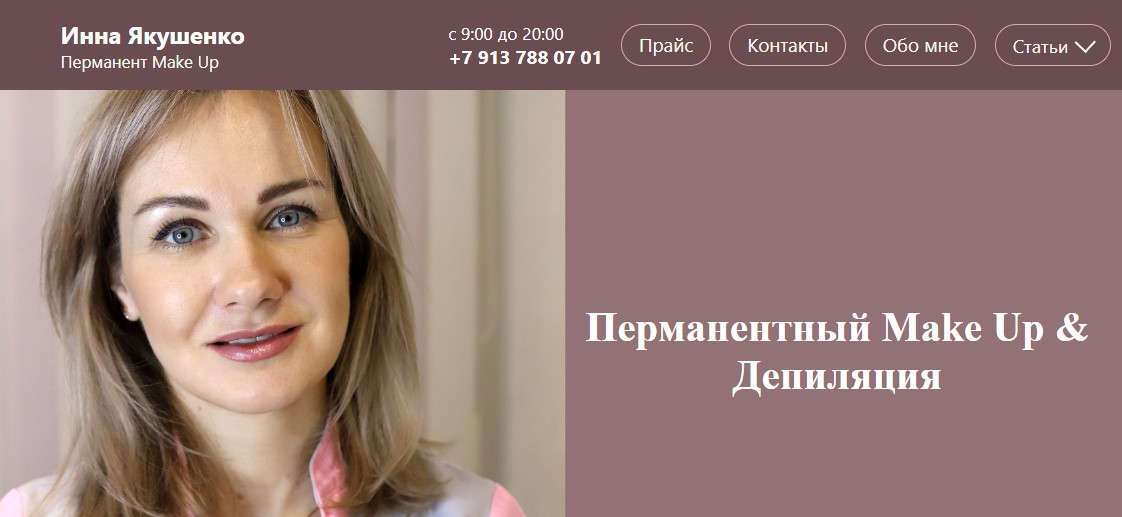 Инна Якушенко
Перманент Make Up
с 9:00 до 20:00
+7 913 788 07 01
Прайс
Контакты
Обо мне
Статьи
Перманентный Make Up &
Депиляция